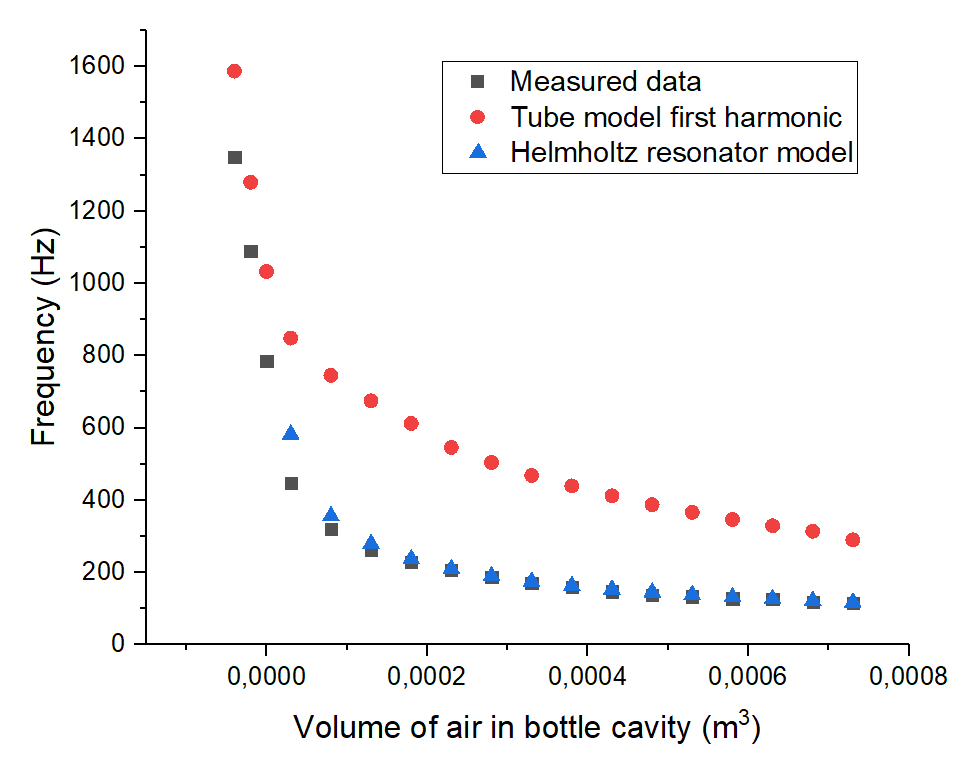 1600
1400
1200
1000
800
600
400
200
0
Frequency (Hz)
Measured data
Tube model first harmonic
Helmholtz resonator model
0,0000 0,0002 0,0004 0,0006 0,0008
Volume of air in bottle cavity (m³)